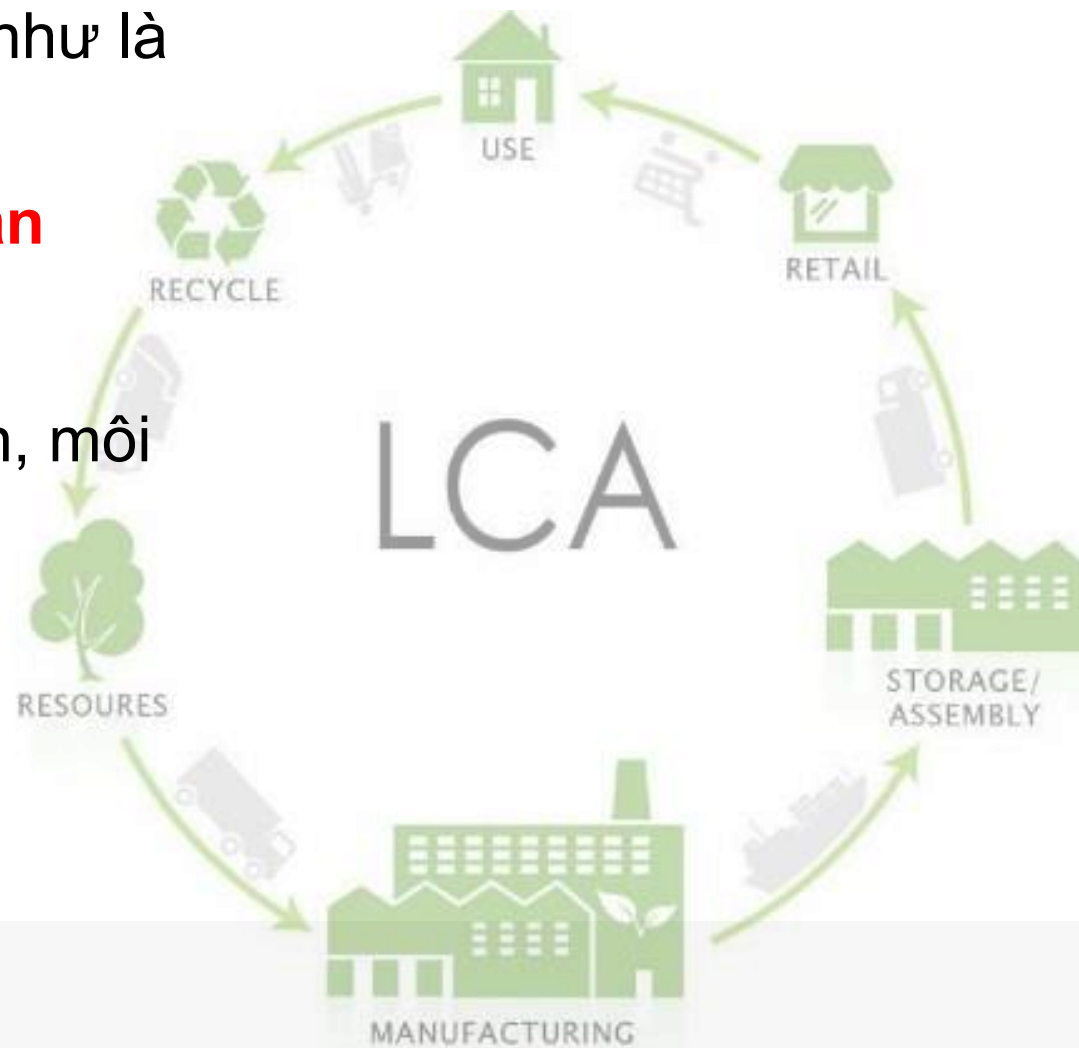 như là
USE
RETAIL
RECYCLE
n, môi
LCA
STORAGE/
ASSEMBLY
RESOURES
MANUFACTURING